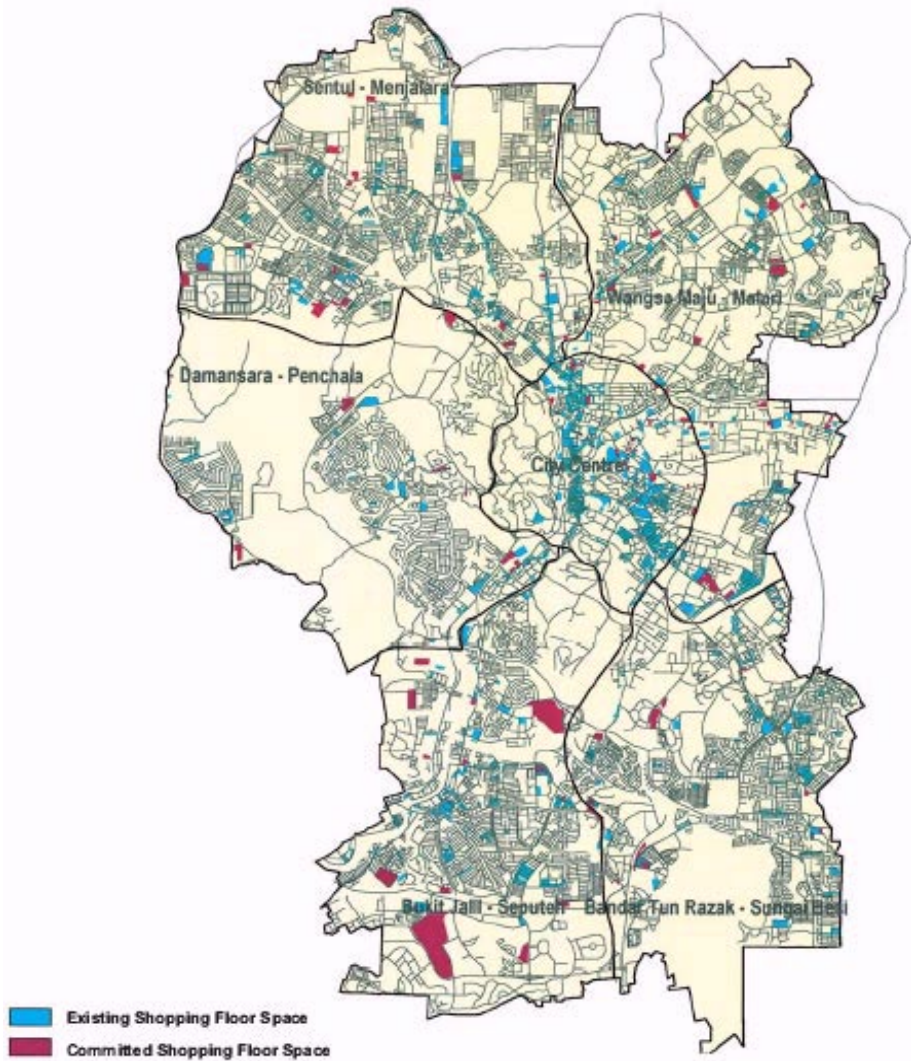 Sentul - Menjalara
Wangsa Maju - Maluri
Damansara - Penchala
City Centre
Bukit Jalil - Seputeh
Bandar Tun Razak - Sungai Besi
Existing Shopping Floor Space
Committed Shopping Floor Space